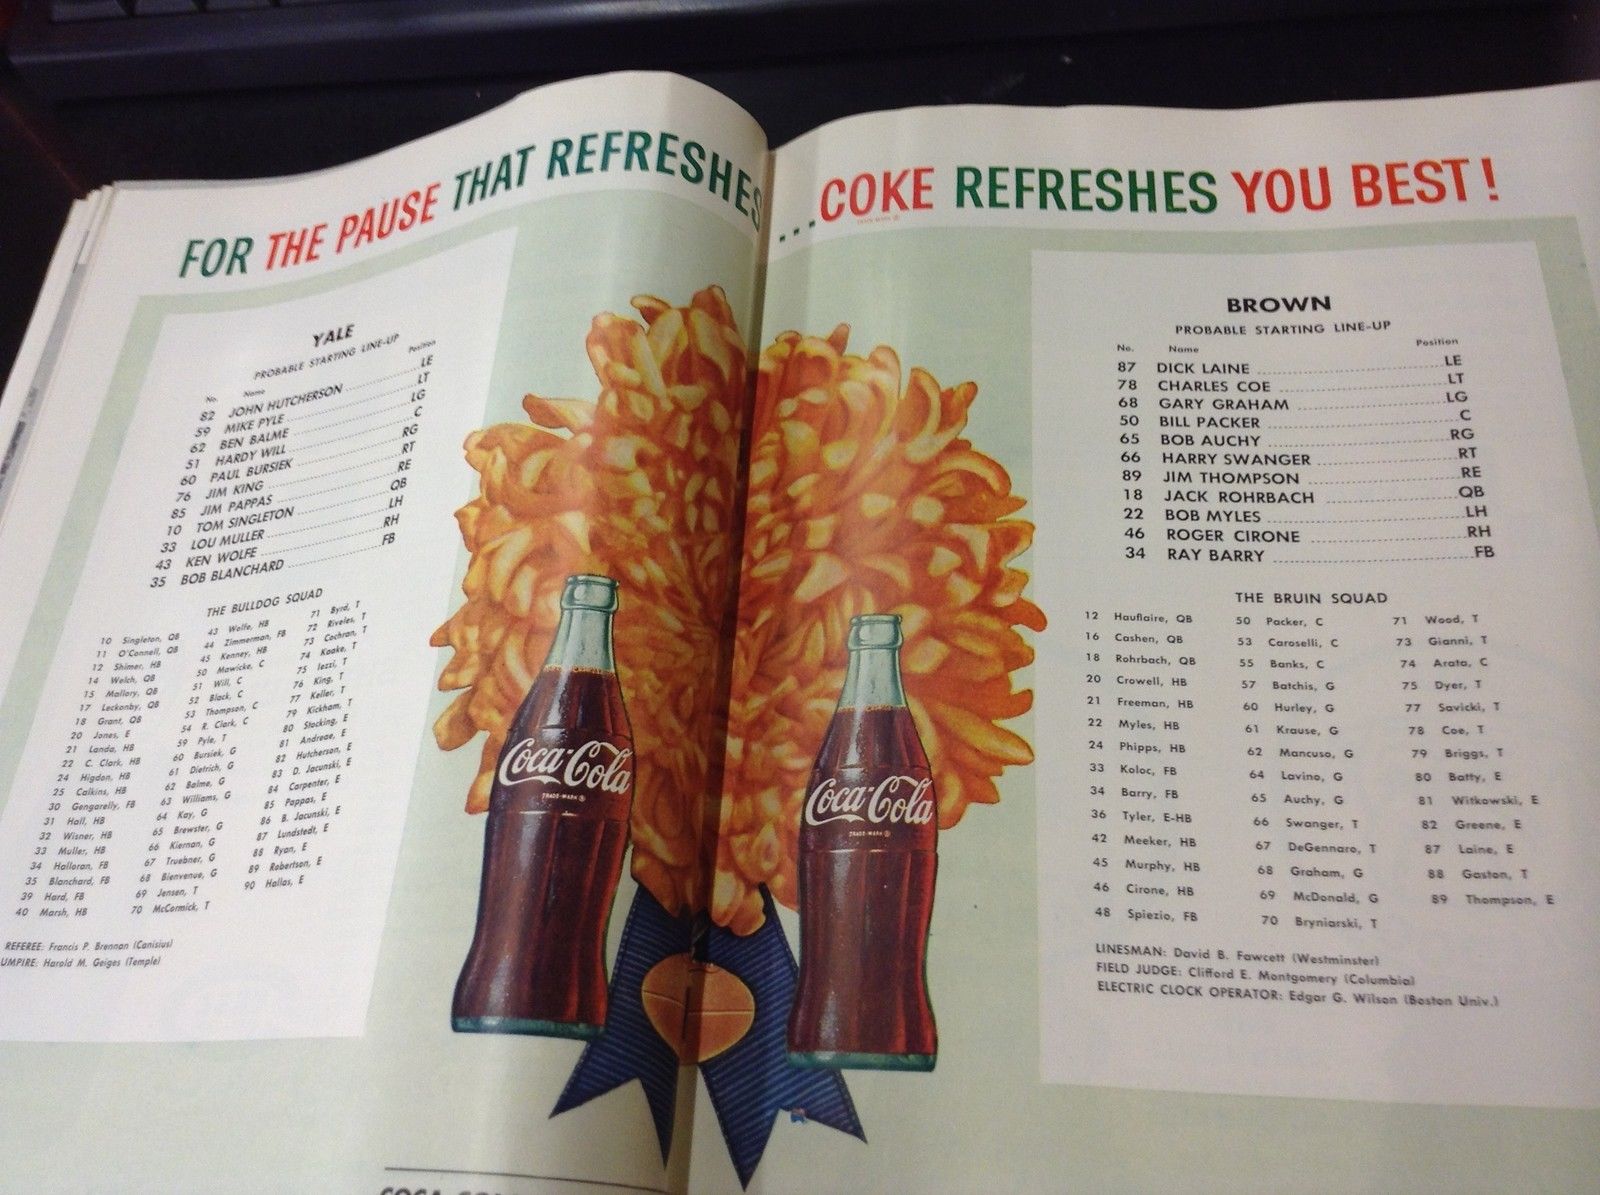 FOR THE PAUSE THAT REFRESHES...COKE REFRESHES YOU BEST!
TRADE MARK ®
YALE
PROBABLE STARTING LINE-UP
No. Name Position
82 JOHN HUTCHERSON LE
59 MIKE PYLE LT
62 BEN BALME LG
51 HARDY WILL C
60 PAUL BURSIEK RG
76 JIM KING RT
85 JIM PAPPAS RE
10 TOM SINGLETON QB
33 LOU MULLER LH
43 KEN WOLFE RH
35 BOB BLANCHARD FB
THE BULLDOG SQUAD
10 Singleton, QB
11 O'Connell, QB
12 Shimer, HB
14 Welch, QB
15 Mallory, QB
17 Leckonby, QB
18 Grant, QB
20 Jones, E
21 Landa, HB
22 C. Clark, HB
24 Higdon, HB
25 Calkins, HB
30 Gengarelly, FB
31 Hall, HB
32 Wisner, HB
33 Muller, HB
34 Halloran, FB
35 Blanchard, FB
39 Hard, FB
40 Marsh, HB
43 Wolfe, HB
44 Zimmerman, FB
45 Kenney, HB
50 Mawicke, C
51 Will, C
52 Black, C
53 Thompson, C
54 R. Clark, C
59 Pyle, T
60 Bursiek, G
61 Dietrich, G
62 Balme, G
63 Williams, G
64 Kay, G
65 Brewster, G
66 Kiernan, G
67 Truebner, G
68 Bienvenue, G
69 Jensen, T
70 McCormick, T
71 Byrd, T
72 Riveles, T
73 Cochran, T
74 Kaake, T
75 Iezzi, T
76 King, T
77 Keller, T
79 Kickham, T
80 Stocking, E
81 Andreae, E
82 Hutcherson, E
83 D. Jacunski, E
84 Carpenter, E
85 Pappas, E
86 B. Jacunski, E
87 Lundstedt, E
88 Ryan, E
89 Robertson, E
90 Hallas, E
REFEREE: Francis P. Brennan (Canisius)
UMPIRE: Harold M. Geiges (Temple)
Coca-Cola
TRADE-MARK ®
Coca-Cola
TRADE-MARK ®
BROWN
PROBABLE STARTING LINE-UP
No. Name Position
87 DICK LAINE LE
78 CHARLES COE LT
68 GARY GRAHAM LG
50 BILL PACKER C
65 BOB AUCHY RG
66 HARRY SWANGER RT
89 JIM THOMPSON RE
18 JACK ROHRBACH QB
22 BOB MYLES LH
46 ROGER CIRONE RH
34 RAY BARRY FB
THE BRUIN SQUAD
12 Hauflaire, QB
16 Cashen, QB
18 Rohrbach, QB
20 Crowell, HB
21 Freeman, HB
22 Myles, HB
24 Phipps, HB
33 Koloc, FB
34 Barry, FB
36 Tyler, E-HB
42 Meeker, HB
45 Murphy, HB
46 Cirone, HB
48 Spiezio, FB
50 Packer, C
53 Caroselli, C
55 Banks, C
57 Batchis, G
60 Hurley, G
61 Krause, G
62 Mancuso, G
64 Lavino, G
65 Auchy, G
66 Swanger, T
67 DeGennaro, T
68 Graham, G
69 McDonald, G
70 Bryniarski, T
71 Wood, T
73 Gianni, T
74 Arata, C
75 Dyer, T
77 Savicki, T
78 Coe, T
79 Briggs, T
80 Batty, E
81 Witkowski, E
82 Greene, E
87 Laine, E
88 Gaston, T
89 Thompson, E
LINESMAN: David B. Fawcett (Westminster)
FIELD JUDGE: Clifford E. Montgomery (Columbia)
ELECTRIC CLOCK OPERATOR: Edgar G. Wilson (Boston Univ.)